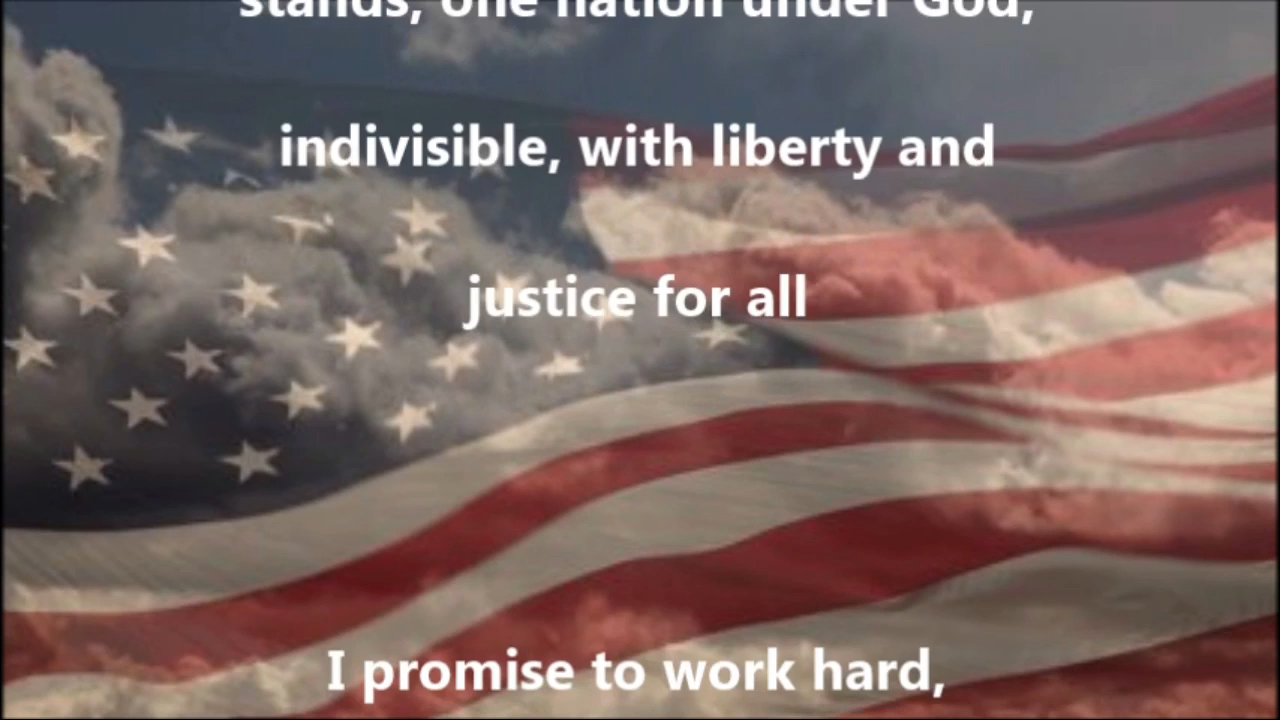 stands, one nation under God,
indivisible, with liberty and
justice for all
I promise to work hard,